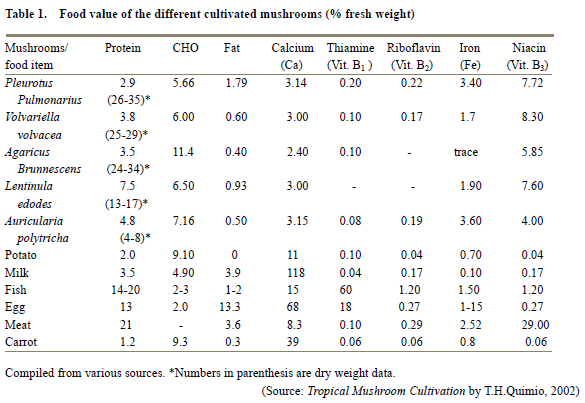 Table 1. Food value of the different cultivated mushrooms (% fresh weight)
Mushrooms/ Protein CHO Fat Calcium Thiamine Riboflavin Iron Niacin
food item (Ca) (Vit. B1 ) (Vit. B2) (Fe) (Vit. B3)
Pleurotus 2.9 5.66 1.79 3.14 0.20 0.22 3.40 7.72
Pulmonarius (26-35)*
Volvariella 3.8 6.00 0.60 3.00 0.10 0.17 1.7 8.30
volvacea (25-29)*
Agaricus 3.5 11.4 0.40 2.40 0.10 - trace 5.85
Brunnescens (24-34)*
Lentinula 7.5 6.50 0.93 3.00 - - 1.90 7.60
edodes (13-17)*
Auricularia 4.8 7.16 0.50 3.15 0.08 0.19 3.60 4.00
polytricha (4-8)*
Potato 2.0 9.10 0 11 0.10 0.04 0.70 0.04
Milk 3.5 4.90 3.9 118 0.04 0.17 0.10 0.17
Fish 14-20 2-3 1-2 15 60 1.20 1.50 1.20
Egg 13 2.0 13.3 68 18 0.27 1-15 0.27
Meat 21 - 3.6 8.3 0.10 0.29 2.52 29.00
Carrot 1.2 9.3 0.3 39 0.06 0.06 0.8 0.06
Compiled from various sources. *Numbers in parenthesis are dry weight data.
(Source: Tropical Mushroom Cultivation by T.H.Quimio, 2002)